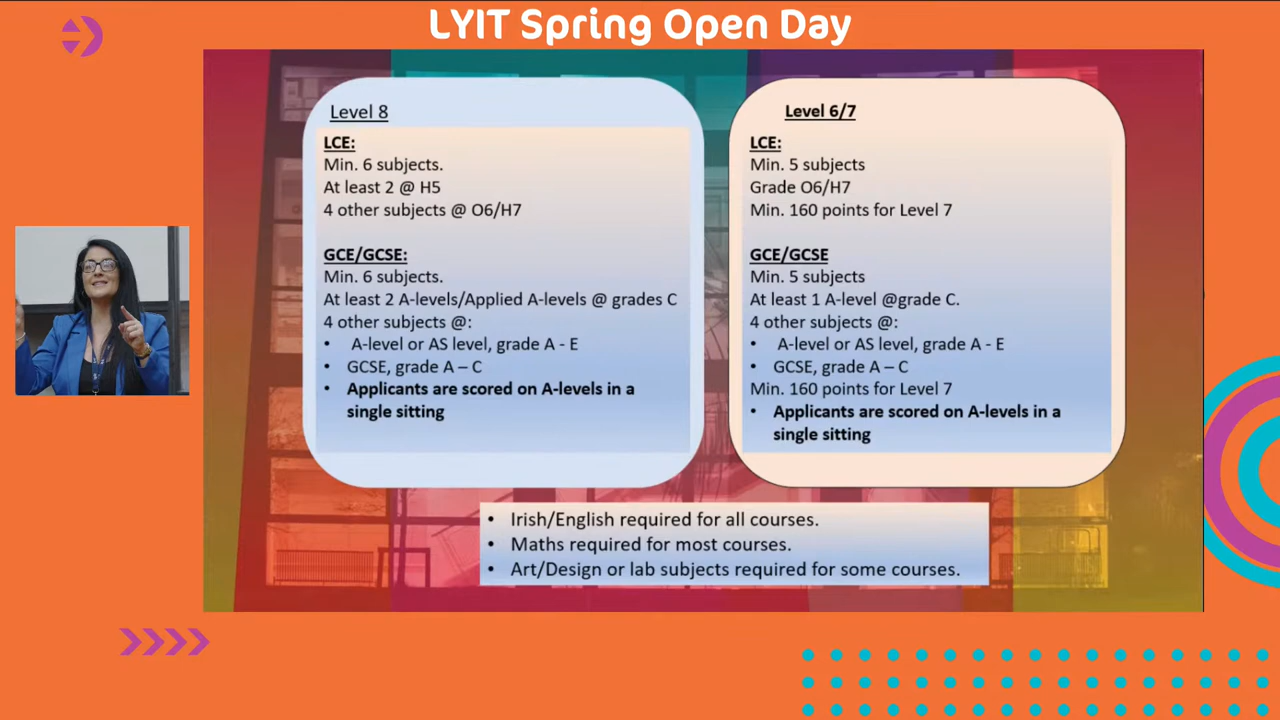 LYIT Spring Open Day
Level 8
LCE:
Min. 6 subjects.
At least 2 @ H5
4 other subjects @ O6/H7
GCE/GCSE:
Min. 6 subjects.
At least 2 A-levels/Applied A-levels @ grades C
4 other subjects @:
• A-level or AS level, grade A - E
• GCSE, grade A – C
• Applicants are scored on A-levels in a
single sitting
Level 6/7
LCE:
Min. 5 subjects
Grade O6/H7
Min. 160 points for Level 7
GCE/GCSE
Min. 5 subjects
At least 1 A-level @grade C.
4 other subjects @:
• A-level or AS level, grade A - E
• GCSE, grade A – C
Min. 160 points for Level 7
• Applicants are scored on A-levels in a
single sitting
• Irish/English required for all courses.
• Maths required for most courses.
• Art/Design or lab subjects required for some courses.